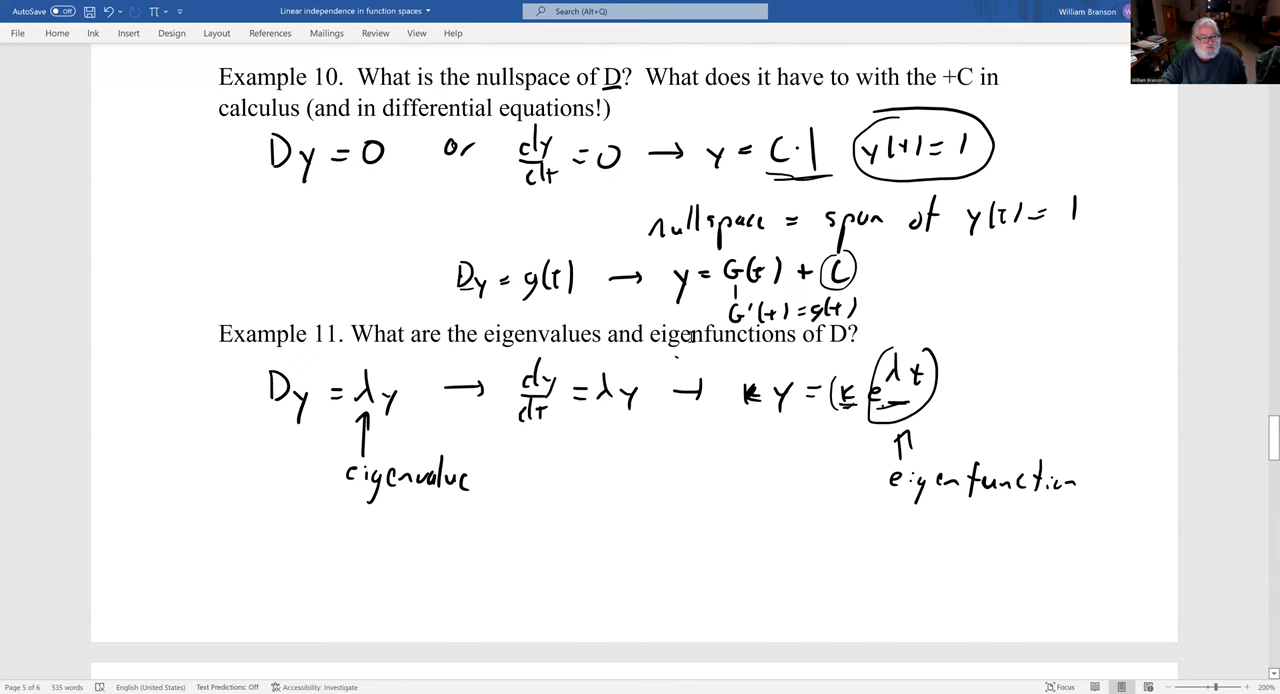 AutoSave Off Linear independence in function spaces Search (Alt+Q) William Branson W
File Home Ink Insert Design Layout References Mailings Review View Help
William Branson
Example 10. What is the nullspace of D? What does it have to with the +C in
calculus (and in differential equations!)
Dy = 0 or dy/dt = 0 → y = C·1 y(t) = 1
nullspace = span of y(t) = 1
Dy = g(t) → y = G(t) + C
G'(t) = g(t)
Example 11. What are the eigenvalues and eigenfunctions of D?
Dy = λy → dy/dt = λy → y = k e^λt
eigenvalue eigenfunction
Page 5 of 6 535 words English (United States) Text Predictions: Off Accessibility: Investigate Focus 200%